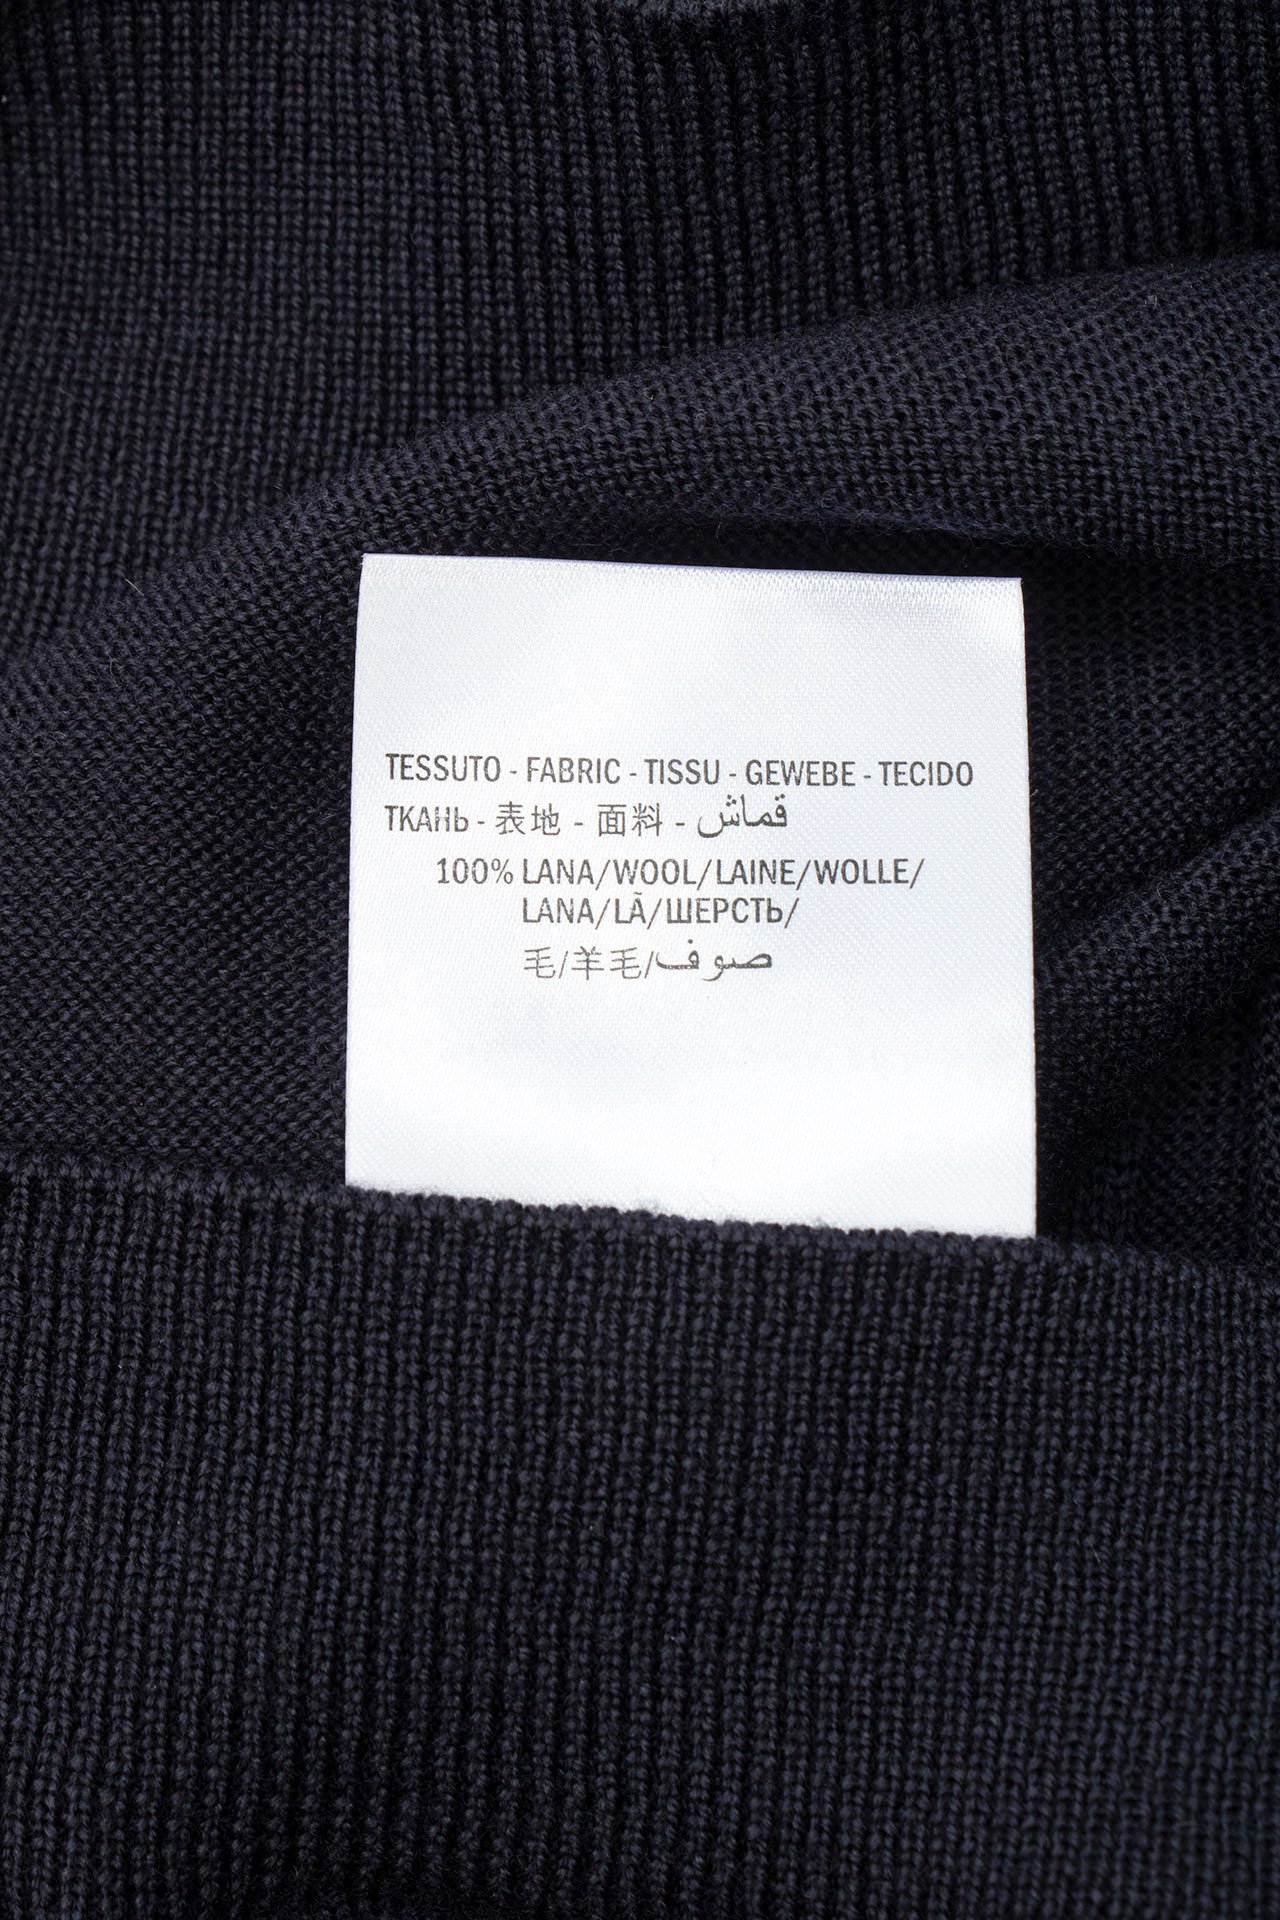 TESSUTO - FABRIC - TISSU - GEWEBE - TECIDO
ТКАНЬ - 表地 - 面料 - قماش
100% LANA/WOOL/LAINE/WOLLE/
LANA/LÃ/ШЕРСТЬ/
毛/羊毛/صوف